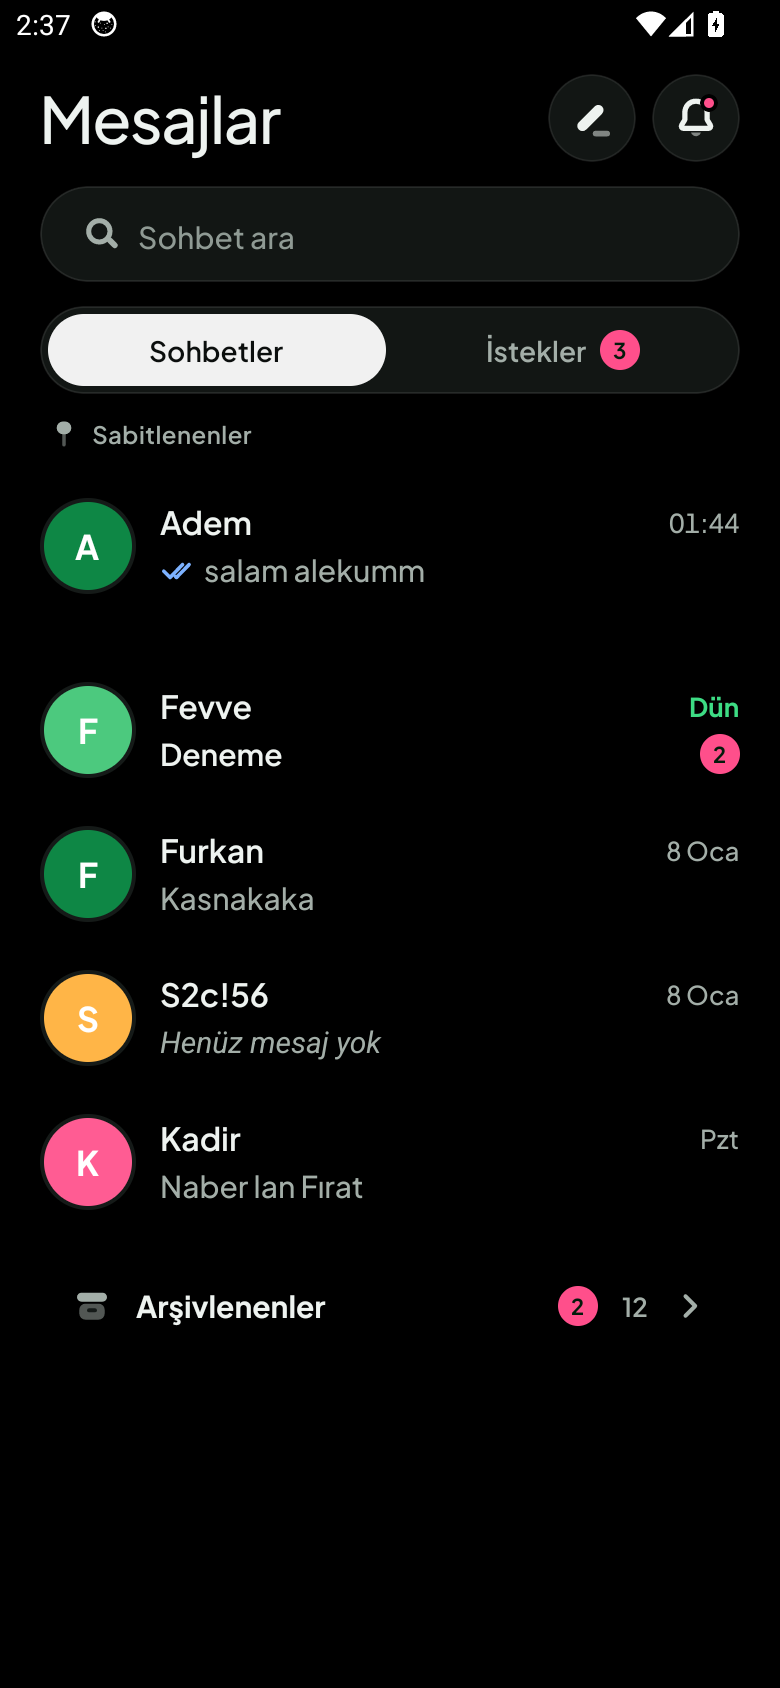 2:37
Mesajlar
Sohbet ara
Sohbetler
İstekler 3
Sabitlenenler
A
Adem 01:44
salam alekumm
F
Fevve Dün
Deneme 2
F
Furkan 8 Oca
Kasnakaka
S
S2c!56 8 Oca
Henüz mesaj yok
K
Kadir Pzt
Naber lan Fırat
Arşivlenenler 2 12